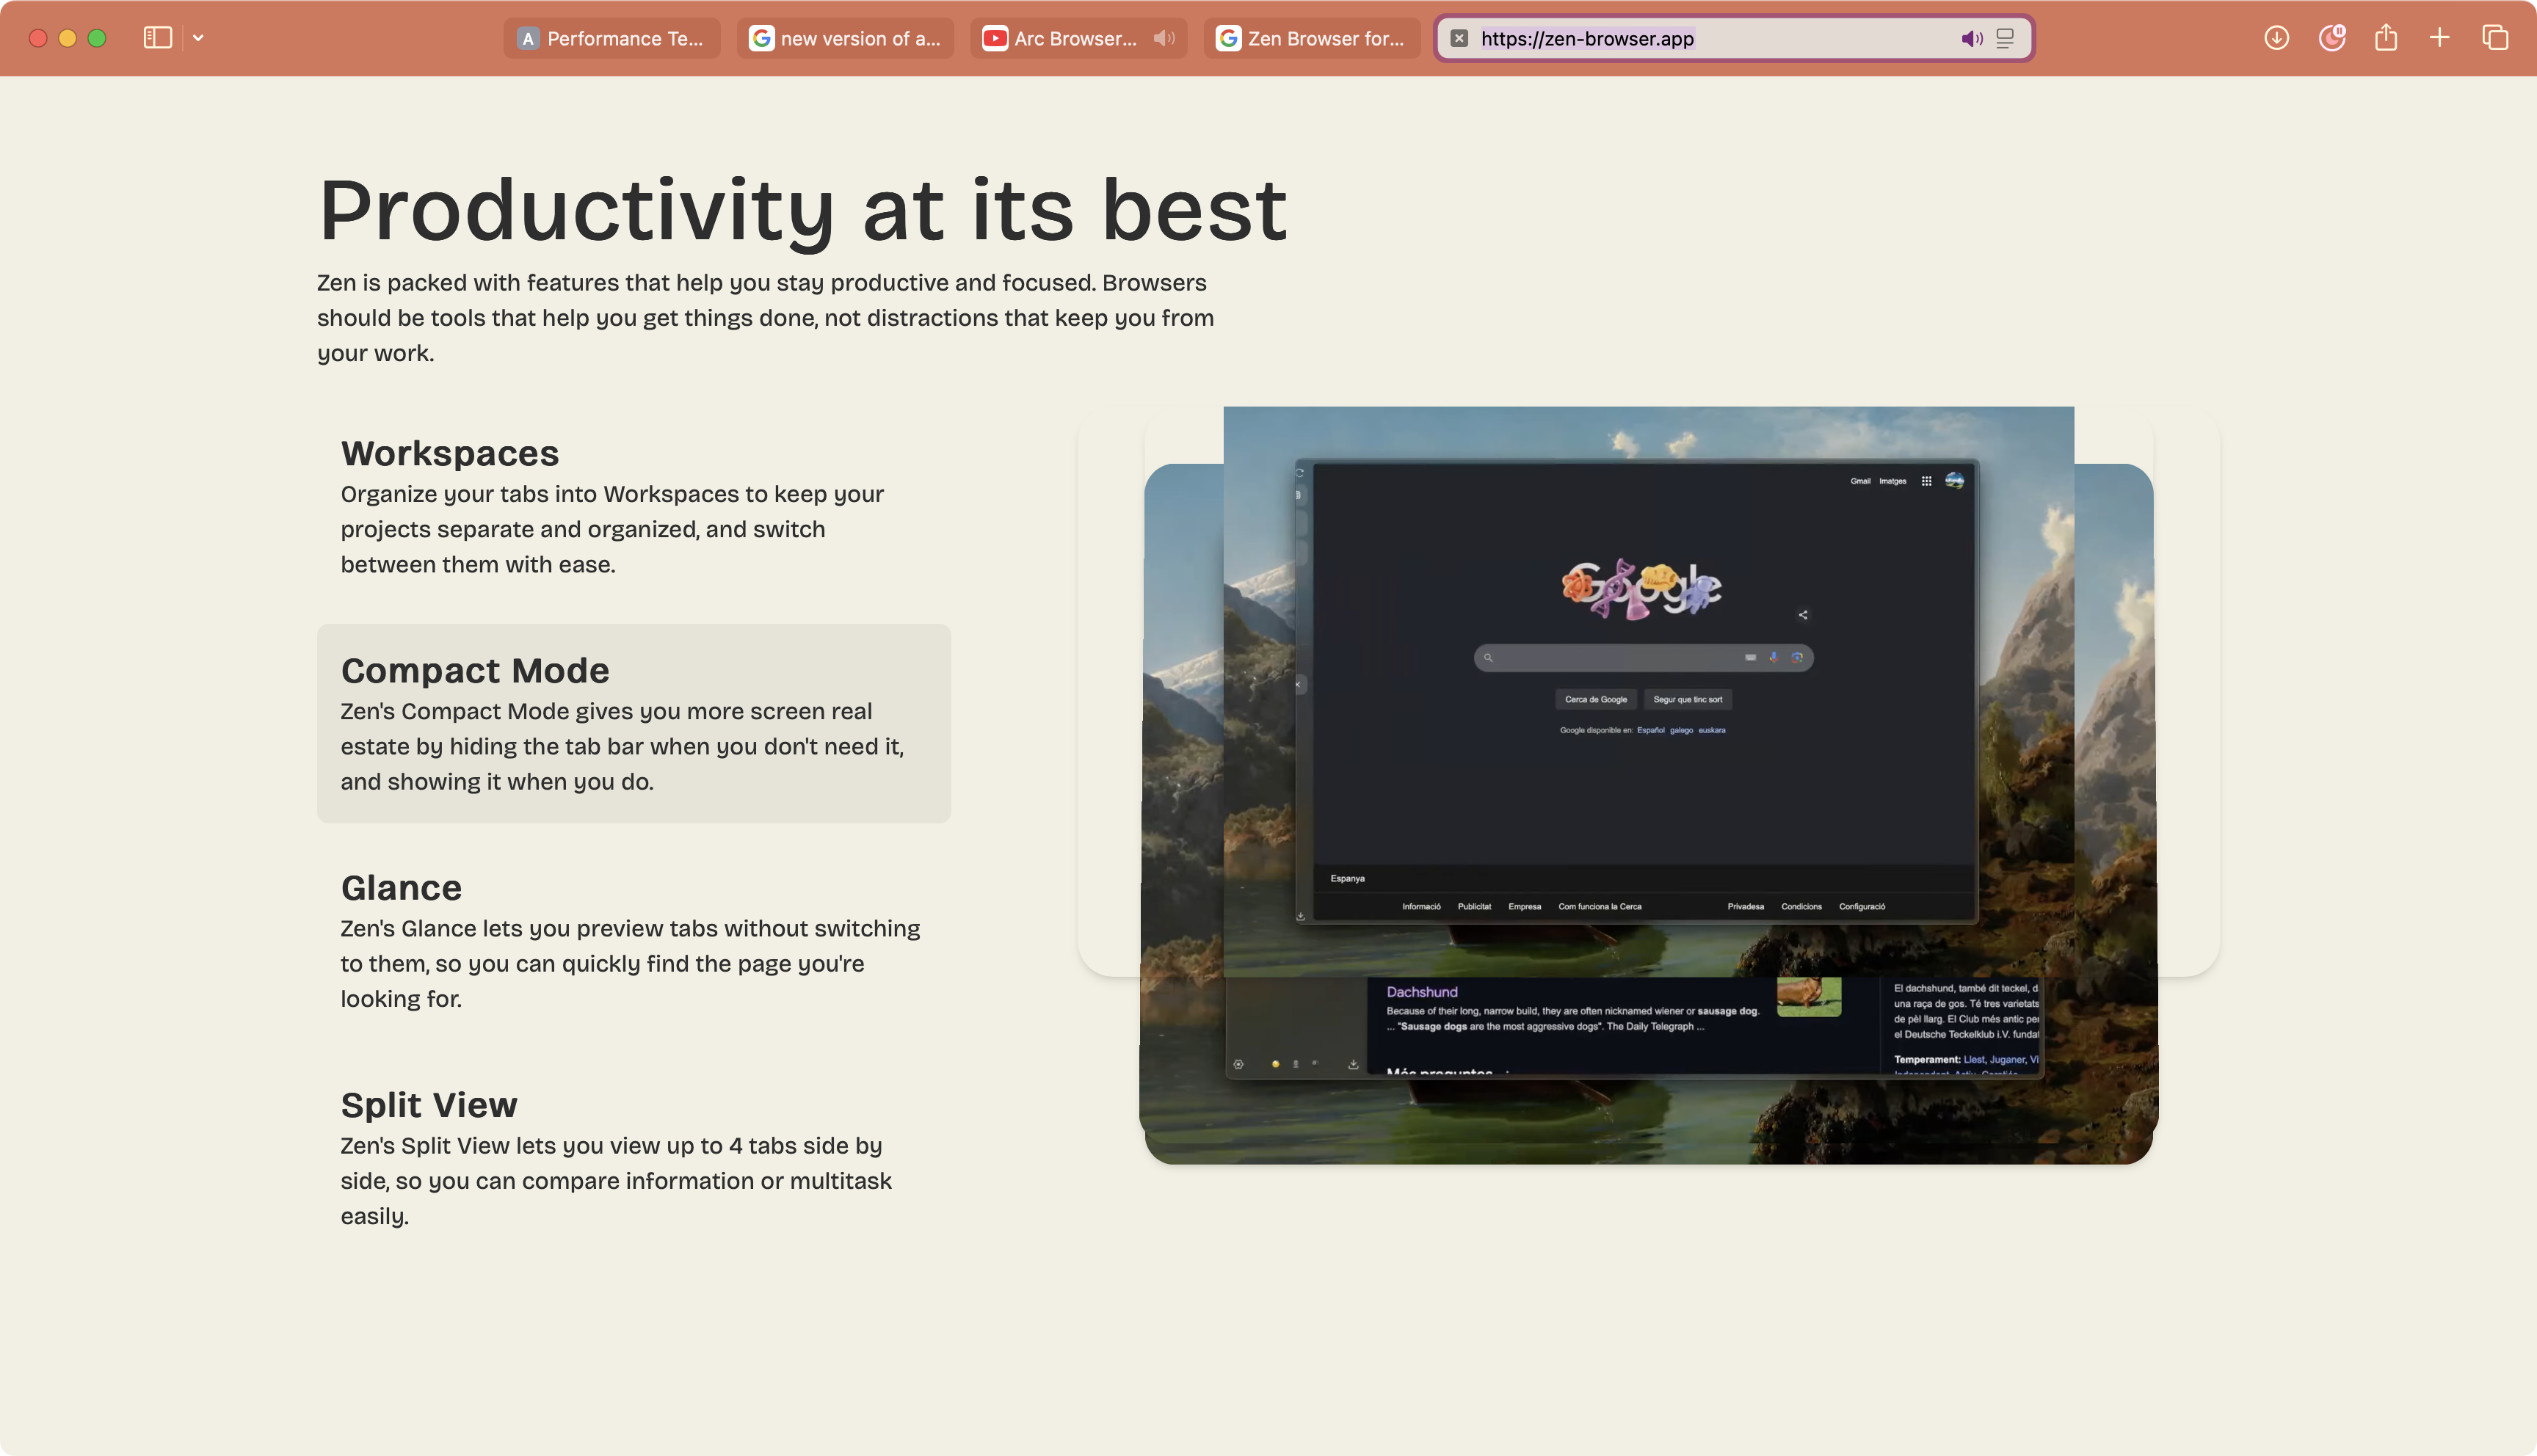 A Performance Te...
new version of a...
Arc Browser...
Zen Browser for...
https://zen-browser.app
Productivity at its best
Zen is packed with features that help you stay productive and focused. Browsers
should be tools that help you get things done, not distractions that keep you from
your work.
Workspaces
Organize your tabs into Workspaces to keep your
projects separate and organized, and switch
between them with ease.
Compact Mode
Zen's Compact Mode gives you more screen real
estate by hiding the tab bar when you don't need it,
and showing it when you do.
Glance
Zen's Glance lets you preview tabs without switching
to them, so you can quickly find the page you're
looking for.
Split View
Zen's Split View lets you view up to 4 tabs side by
side, so you can compare information or multitask
easily.
Gmail Imatges
Google
Cerca de Google Segur que tinc sort
Google disponible en: Español galego euskara
Espanya
Informació Publicitat Empresa Com funciona la Cerca Privadesa Condicions Configuració
Dachshund
Because of their long, narrow build, they are often nicknamed wiener or sausage dog.
... "Sausage dogs are the most aggressive dogs". The Daily Telegraph ...
Més preguntes
El dachshund, també dit teckel, d
una raça de gos. Té tres varietats
de pèl llarg. El Club més antic per
el Deutsche Teckelklub i.V. fundat
Temperament: Llest, Juganer, Vi